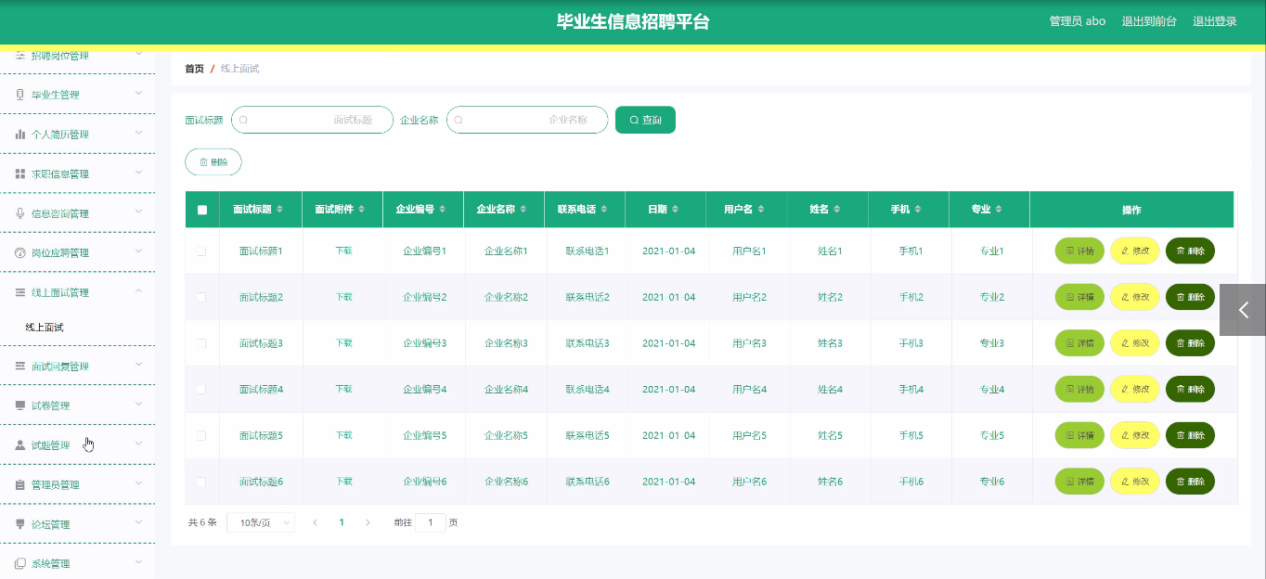 毕业生信息招聘平台
管理员 abo 退出到前台 退出登录
招聘岗位管理
毕业生管理
个人简历管理
求职信息管理
信息咨询管理
岗位应聘管理
线上面试管理
线上面试
面试回复管理
试卷管理
试题管理
管理员管理
论坛管理
系统管理
首页 / 线上面试
面试标题 面试标题 企业名称 企业名称 查询
删除
面试标题 面试附件 企业编号 企业名称 联系电话 日期 用户名 姓名 手机 专业 操作
面试标题1 下载 企业编号1 企业名称1 联系电话1 2021-01-04 用户名1 姓名1 手机1 专业1 详情 修改 删除
面试标题2 下载 企业编号2 企业名称2 联系电话2 2021-01-04 用户名2 姓名2 手机2 专业2 详情 修改 删除
面试标题3 下载 企业编号3 企业名称3 联系电话3 2021-01-04 用户名3 姓名3 手机3 专业3 详情 修改 删除
面试标题4 下载 企业编号4 企业名称4 联系电话4 2021-01-04 用户名4 姓名4 手机4 专业4 详情 修改 删除
面试标题5 下载 企业编号5 企业名称5 联系电话5 2021-01-04 用户名5 姓名5 手机5 专业5 详情 修改 删除
面试标题6 下载 企业编号6 企业名称6 联系电话6 2021-01-04 用户名6 姓名6 手机6 专业6 详情 修改 删除
共 6 条 10条/页 1 前往 1 页